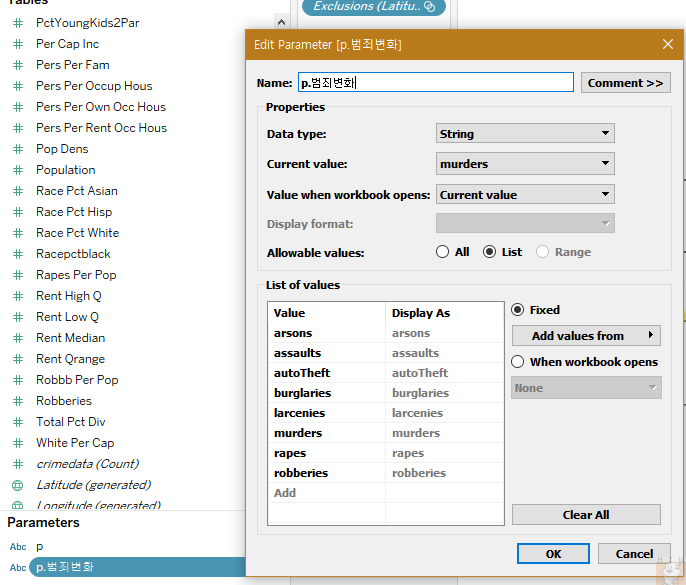 Tables
PctYoungKids2Par
Per Cap Inc
Pers Per Fam
Pers Per Occup Hous
Pers Per Own Occ Hous
Pers Per Rent Occ Hous
Pop Dens
Population
Race Pct Asian
Race Pct Hisp
Race Pct White
Racepctblack
Rapes Per Pop
Rent High Q
Rent Low Q
Rent Median
Rent Qrange
Robbb Per Pop
Robberies
Total Pct Div
White Per Cap
crimedata (Count)
Latitude (generated)
Longitude (generated)
Parameters
Abc p
Abc p.범죄변화
Exclusions (Latitu..
Edit Parameter [p.범죄변화]
Name: p.범죄변화 Comment >>
Properties
Data type: String
Current value: murders
Value when workbook opens: Current value
Display format:
Allowable values: All List Range
List of values
Value Display As
arsons arsons
assaults assaults
autoTheft autoTheft
burglaries burglaries
larcenies larcenies
murders murders
rapes rapes
robberies robberies
Add
Fixed
Add values from
When workbook opens
None
Clear All
OK Cancel